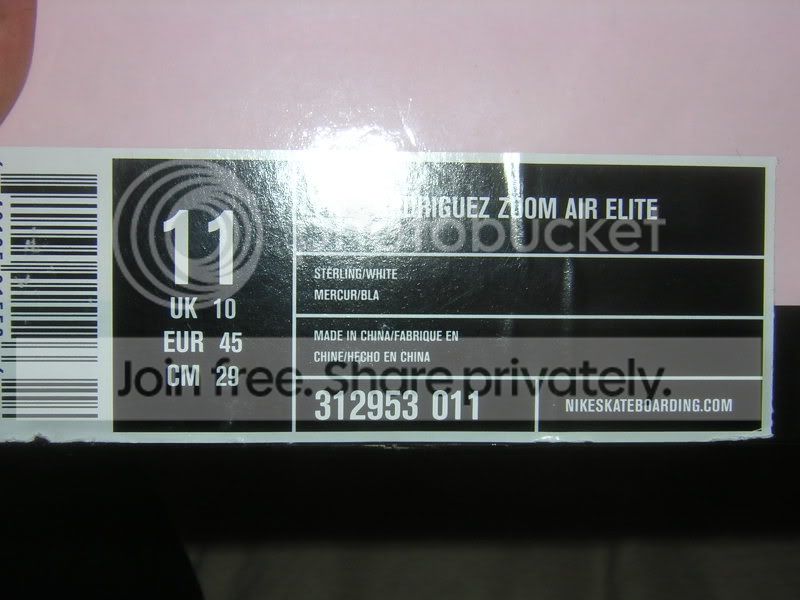 11
UK 10
EUR 45
CM 29
ZOOM AIR ELITE
STERLING/WHITE
MERCUR/BLA
MADE IN CHINA/FABRIQUE EN
CHINE/HECHO EN CHINA
312953 011
NIKESKATEBOARDING.COM
photobucket
Join free. Share privately.